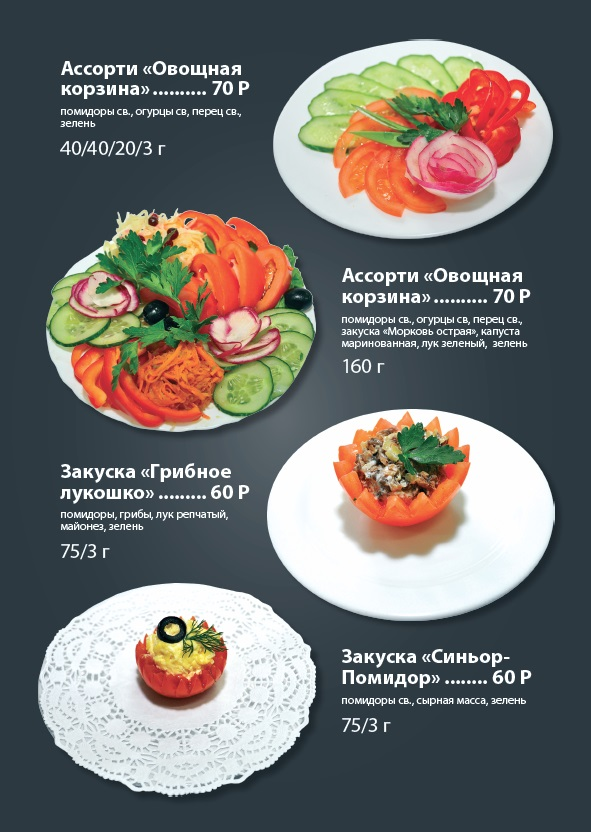 Ассорти «Овощная
корзина» .......... 70 Р
помидоры св., огурцы св, перец св.,
зелень
40/40/20/3 г
Ассорти «Овощная
корзина» .......... 70 Р
помидоры св., огурцы св, перец св.,
закуска «Морковь острая», капуста
маринованная, лук зеленый, зелень
160 г
Закуска «Грибное
лукошко» ......... 60 Р
помидоры, грибы, лук репчатый,
майонез, зелень
75/3 г
Закуска «Синьор-
Помидор» ........ 60 Р
помидоры св., сырная масса, зелень
75/3 г